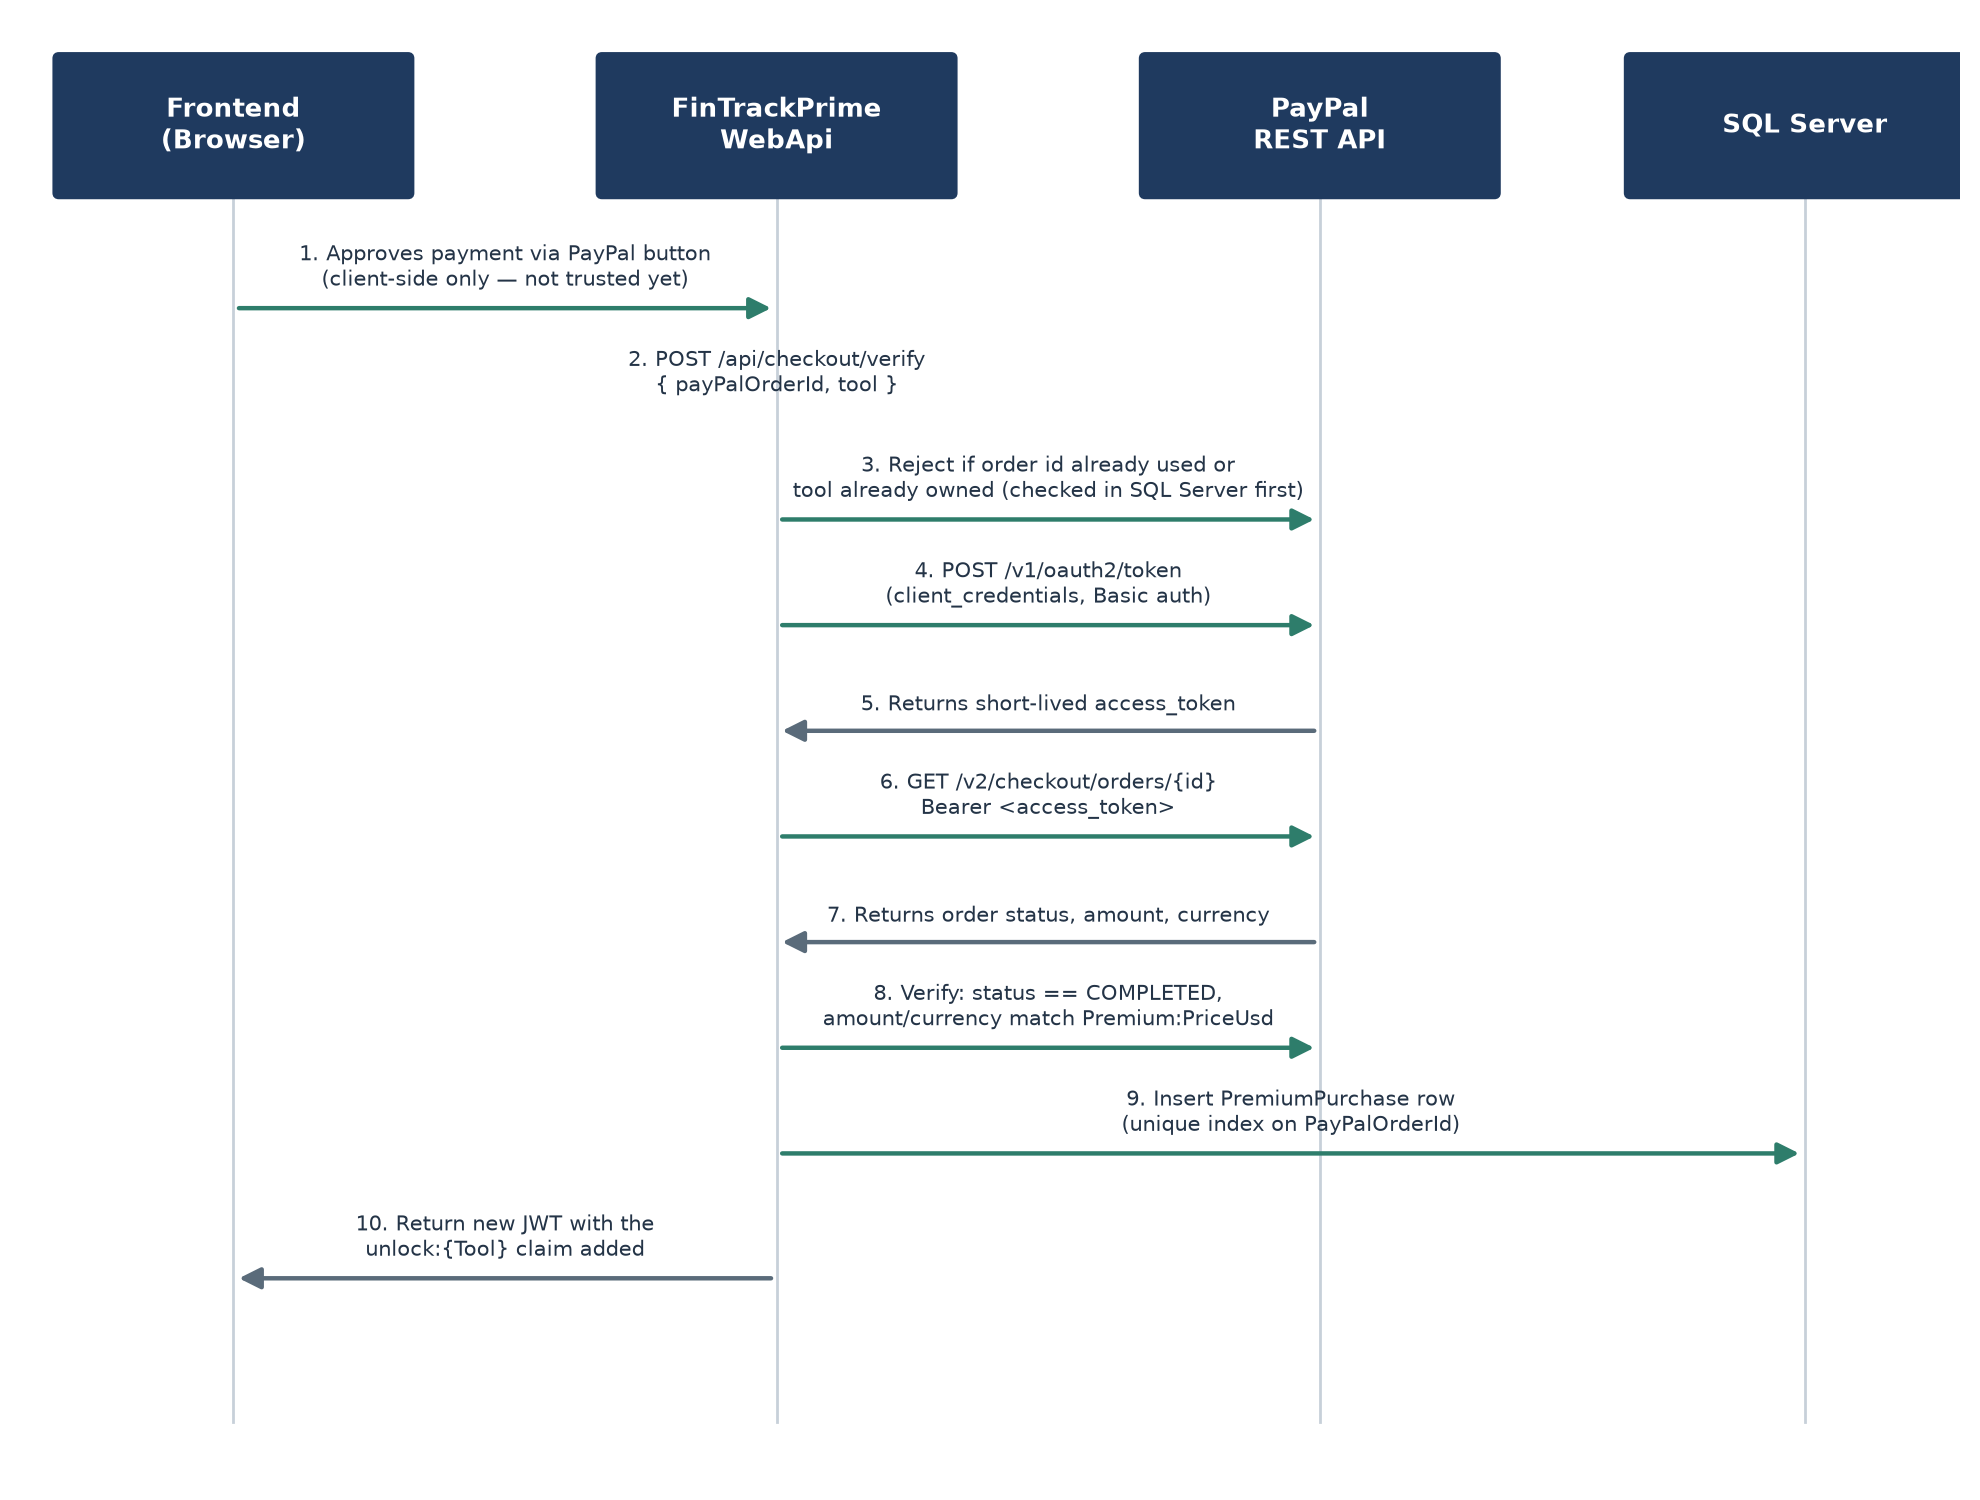 Frontend
(Browser)
FinTrackPrime
WebApi
PayPal
REST API
SQL Server
1. Approves payment via PayPal button
(client-side only — not trusted yet)
2. POST /api/checkout/verify
{ payPalOrderId, tool }
3. Reject if order id already used or
tool already owned (checked in SQL Server first)
4. POST /v1/oauth2/token
(client_credentials, Basic auth)
5. Returns short-lived access_token
6. GET /v2/checkout/orders/{id}
Bearer <access_token>
7. Returns order status, amount, currency
8. Verify: status == COMPLETED,
amount/currency match Premium:PriceUsd
9. Insert PremiumPurchase row
(unique index on PayPalOrderId)
10. Return new JWT with the
unlock:{Tool} claim added